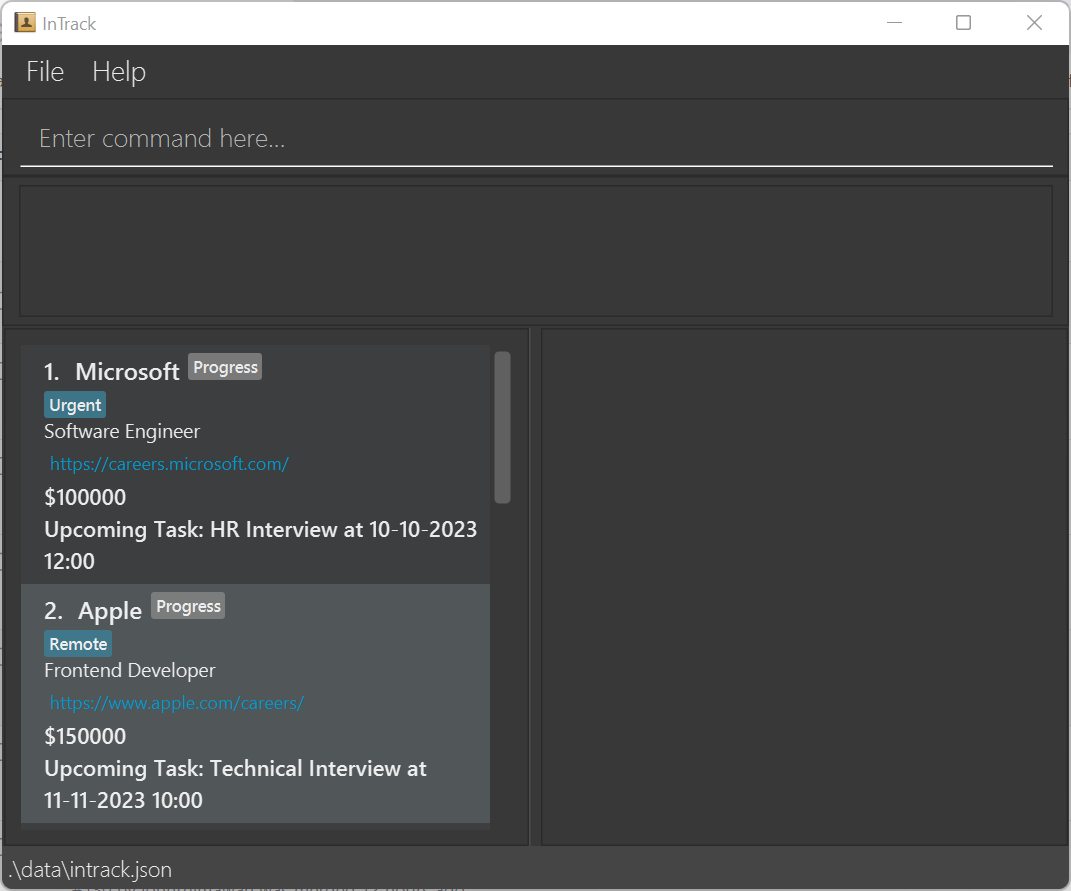 InTrack
File Help
Enter command here...
1. Microsoft Progress
Urgent
Software Engineer
https://careers.microsoft.com/
$100000
Upcoming Task: HR Interview at 10-10-2023
12:00
2. Apple Progress
Remote
Frontend Developer
https://www.apple.com/careers/
$150000
Upcoming Task: Technical Interview at
11-11-2023 10:00
.\data\intrack.json